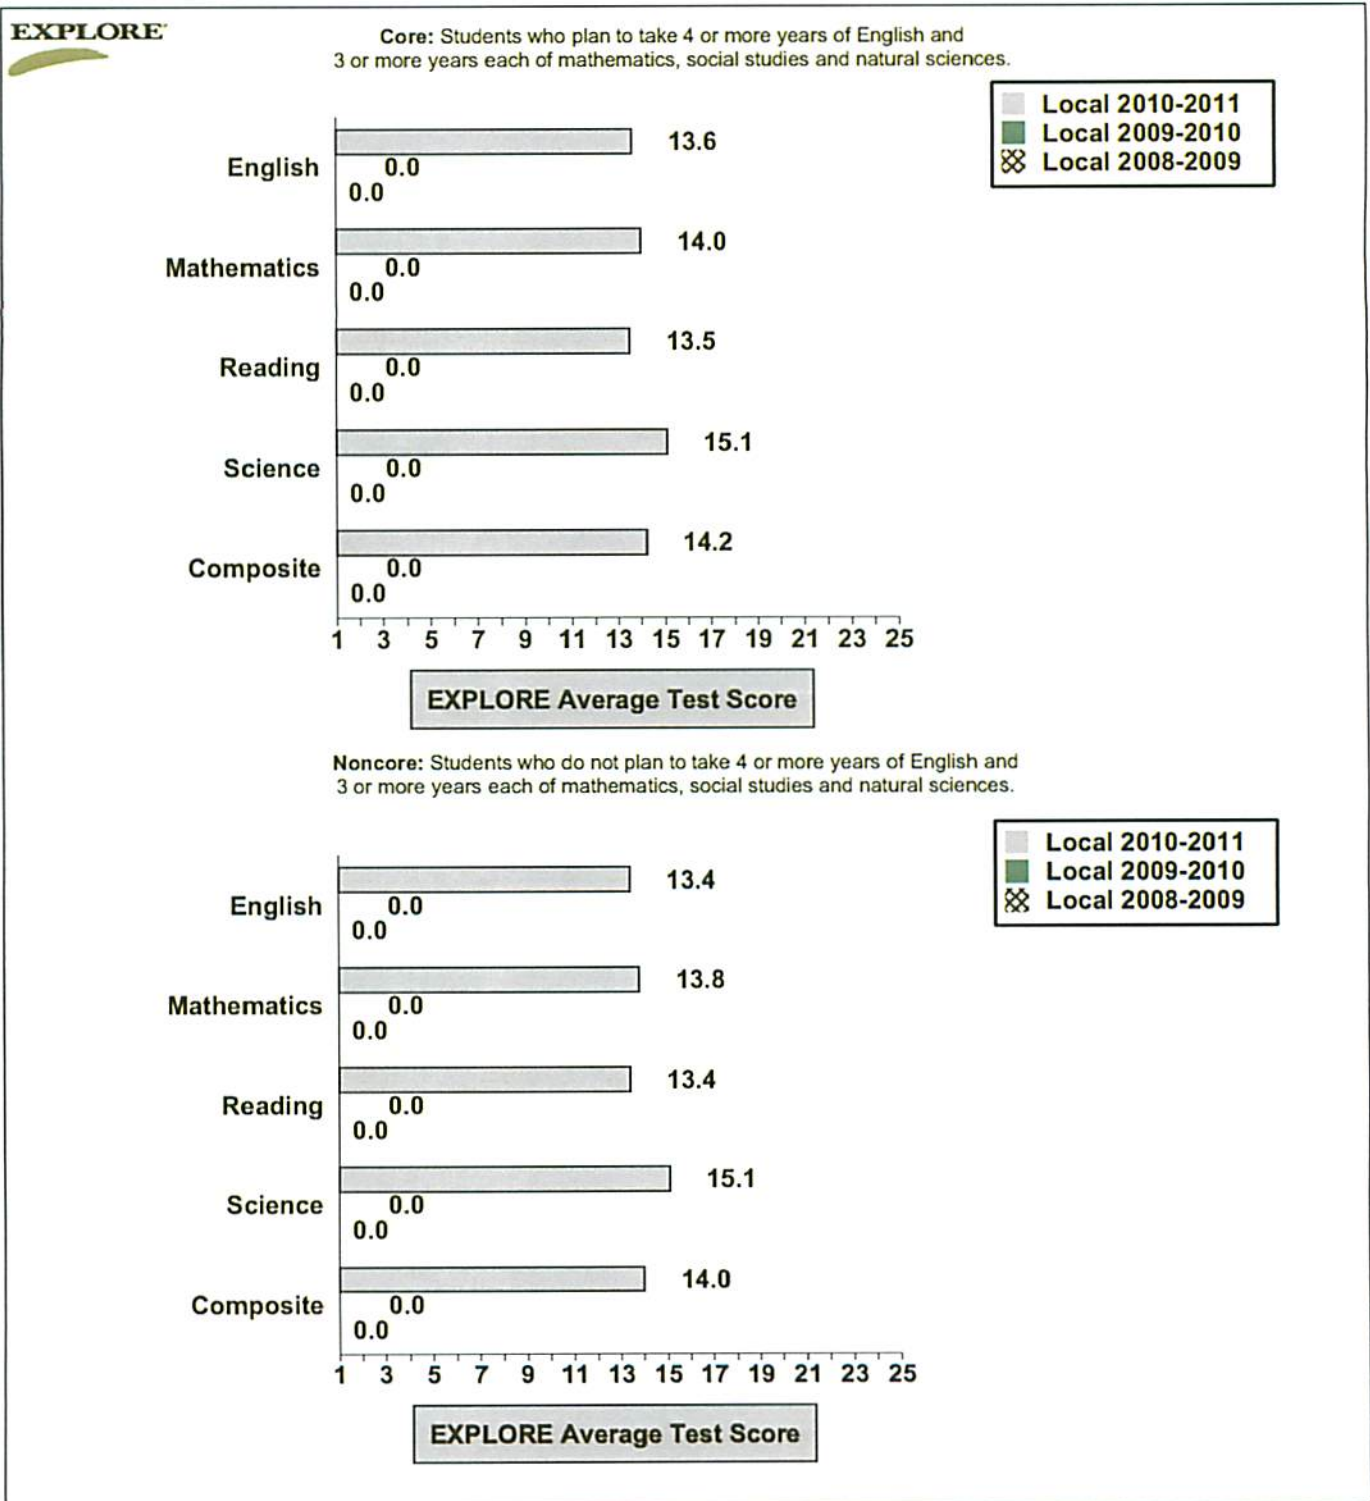 EXPLORE
Core: Students who plan to take 4 or more years of English and
3 or more years each of mathematics, social studies and natural sciences.
Local 2010-2011
Local 2009-2010
Local 2008-2009
English
13.6
0.0
0.0
Mathematics
14.0
0.0
0.0
Reading
13.5
0.0
0.0
Science
15.1
0.0
0.0
Composite
14.2
0.0
0.0
1 3 5 7 9 11 13 15 17 19 21 23 25
EXPLORE Average Test Score
Noncore: Students who do not plan to take 4 or more years of English and
3 or more years each of mathematics, social studies and natural sciences.
Local 2010-2011
Local 2009-2010
Local 2008-2009
English
13.4
0.0
0.0
Mathematics
13.8
0.0
0.0
Reading
13.4
0.0
0.0
Science
15.1
0.0
0.0
Composite
14.0
0.0
0.0
1 3 5 7 9 11 13 15 17 19 21 23 25
EXPLORE Average Test Score